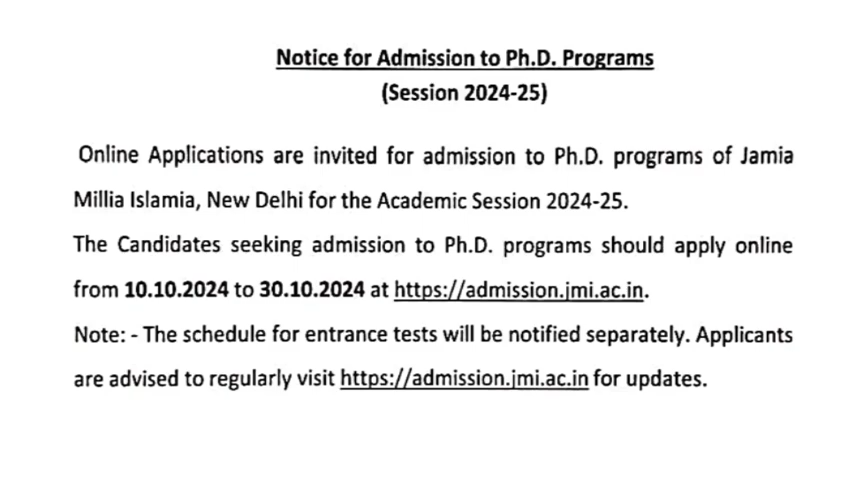 Notice for Admission to Ph.D. Programs
(Session 2024-25)
Online Applications are invited for admission to Ph.D. programs of Jamia
Millia Islamia, New Delhi for the Academic Session 2024-25.
The Candidates seeking admission to Ph.D. programs should apply online
from 10.10.2024 to 30.10.2024 at https://admission.jmi.ac.in.
Note: - The schedule for entrance tests will be notified separately. Applicants
are advised to regularly visit https://admission.jmi.ac.in for updates.